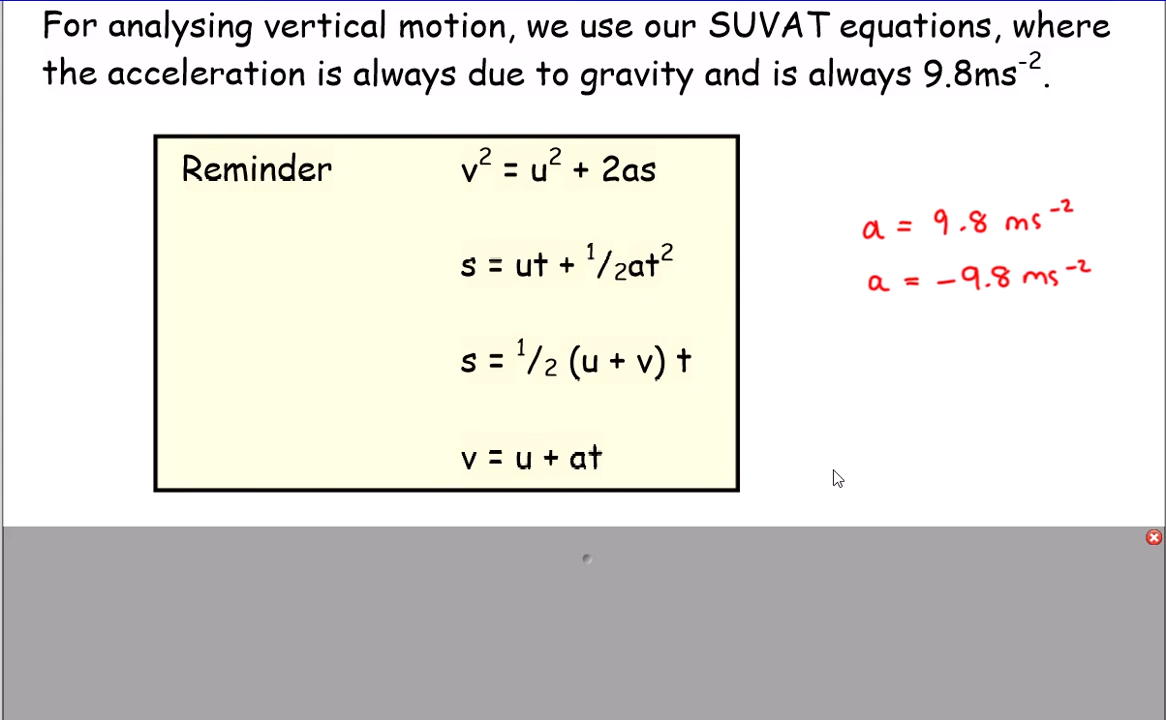 For analysing vertical motion, we use our SUVAT equations, where
the acceleration is always due to gravity and is always 9.8ms⁻².
Reminder v² = u² + 2as
s = ut + ¹/₂at²
s = ¹/₂ (u + v) t
v = u + at
a = 9.8 ms⁻²
a = -9.8 ms⁻²